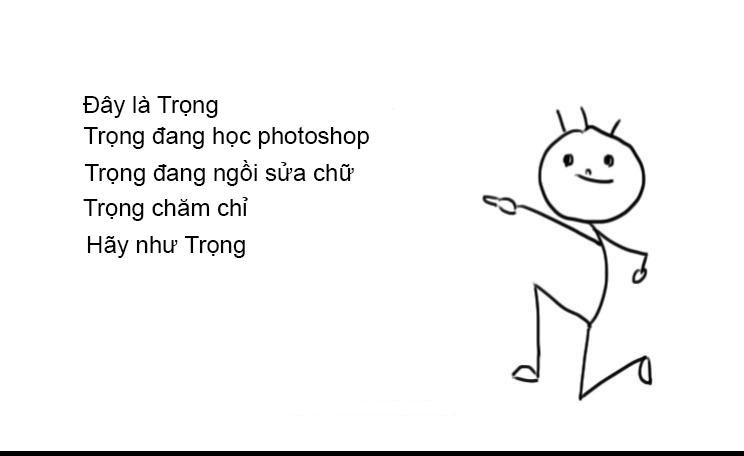 Đây là Trọng
Trọng đang học photoshop
Trọng đang ngồi sửa chữ
Trọng chăm chỉ
Hãy như Trọng